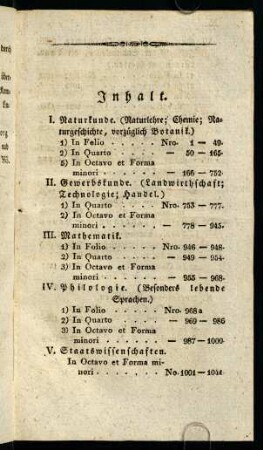 Inhalt.
I. Naturkunde. (Naturlehre; Chemie; Na-
turgeschichte, vorzüglich Botanik.)
1) In Folio . . . . . Nro. 1 — 49.
2) In Quarto . . . . . — 50 — 165.
3) In Octavo et Forma
minori . . . . . — 166 — 752.
II. Gewerbskunde. (Landwirthschaft;
Technologie; Handel.)
1) In Quarto . . . . . Nro. 753 — 777.
2) In Octavo et Forma
minori . . . . . — 778 — 945.
III. Mathematik.
1) In Folio . . . . . Nro. 946 — 948.
2) In Quarto . . . . . — 949 — 954.
3) In Octavo et Forma
minori . . . . . — 955 — 968.
IV. Philologie. (Besonders lebende
Sprachen.)
1) In Folio . . . . . Nro. 968a
2) In Quarto . . . . . — 969 — 986
3) In Octavo et Forma
minori . . . . . — 987 — 1000.
V. Staatswissenschaften.
In Octavo et Forma mi-
nori . . . . . No. 1001 —